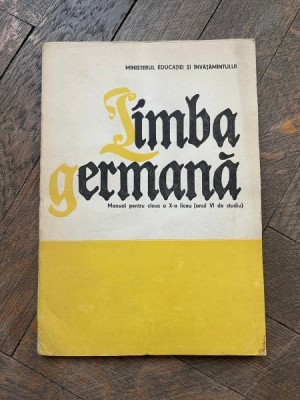 MINISTERUL EDUCAȚIEI ȘI ÎNVĂȚĂMÎNTULUI
Limba
germană
Manual pentru clasa a X-a liceu (anul VI de studiu)